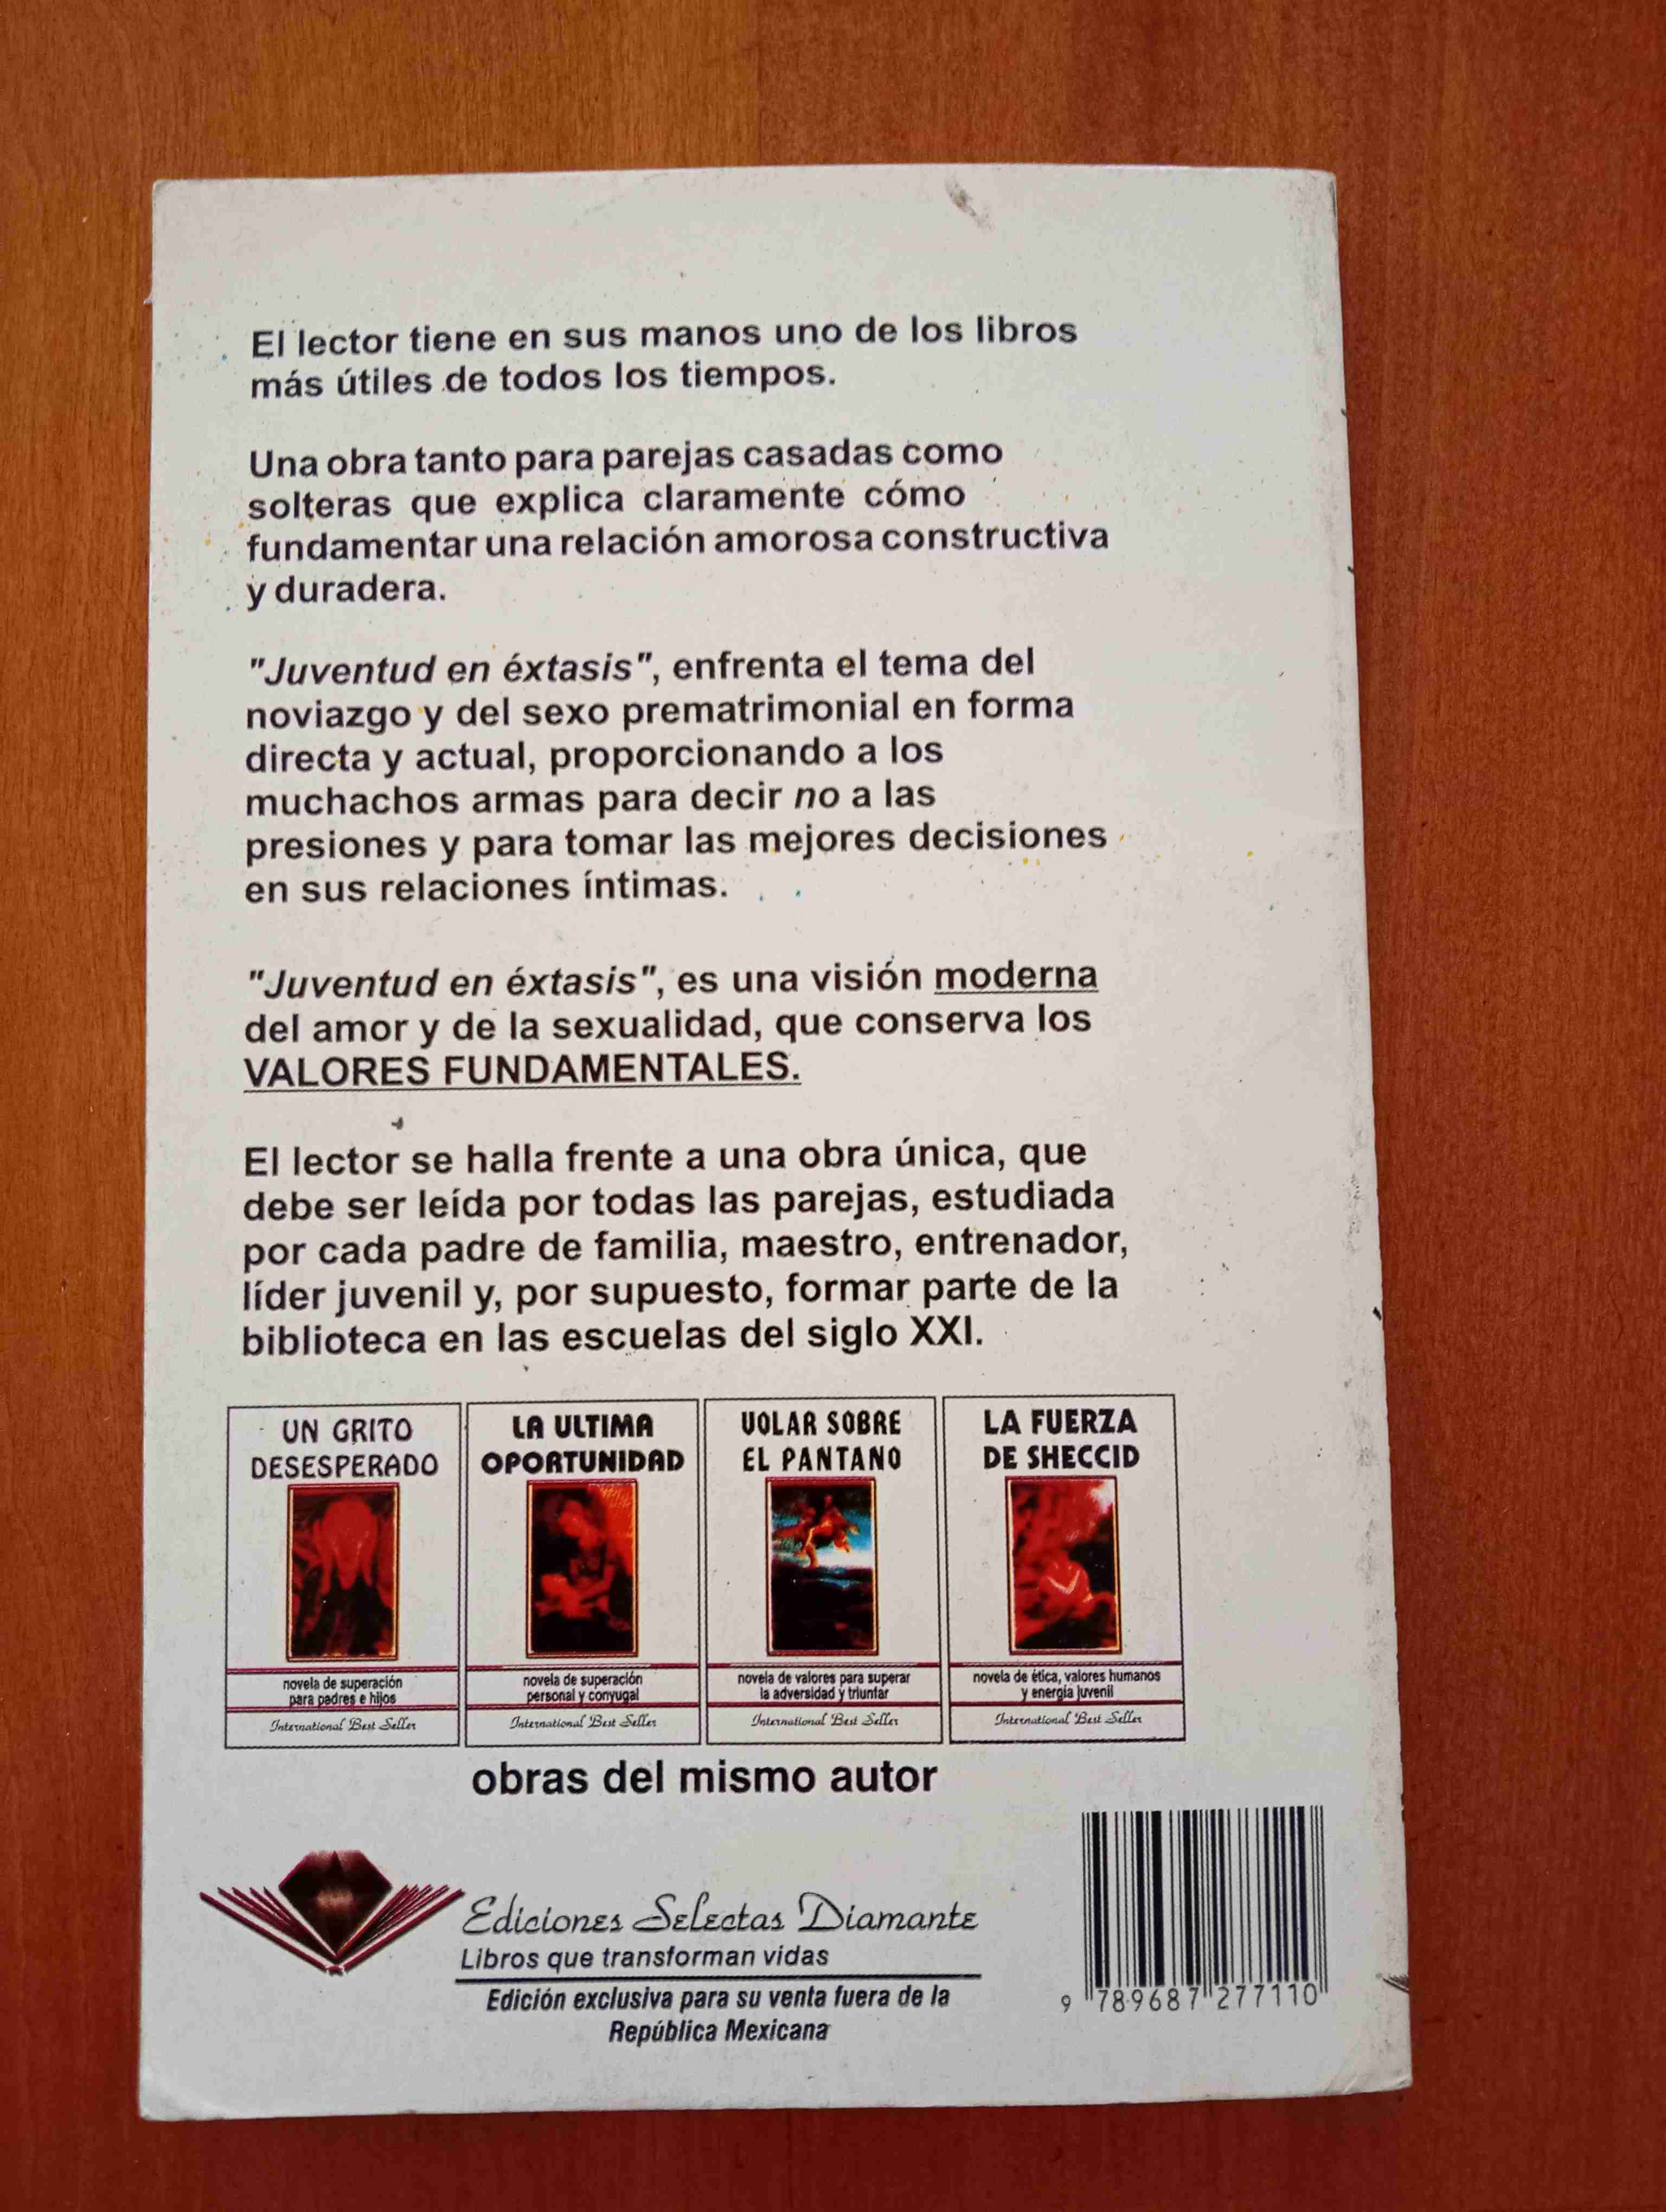 El lector tiene en sus manos uno de los libros
más útiles de todos los tiempos.
Una obra tanto para parejas casadas como
solteras que explica claramente cómo
fundamentar una relación amorosa constructiva
y duradera.
"Juventud en éxtasis", enfrenta el tema del
noviazgo y del sexo prematrimonial en forma
directa y actual, proporcionando a los
muchachos armas para decir no a las
presiones y para tomar las mejores decisiones
en sus relaciones íntimas.
"Juventud en éxtasis", es una visión moderna
del amor y de la sexualidad, que conserva los
VALORES FUNDAMENTALES.
El lector se halla frente a una obra única, que
debe ser leída por todas las parejas, estudiada
por cada padre de familia, maestro, entrenador,
líder juvenil y, por supuesto, formar parte de la
biblioteca en las escuelas del siglo XXI.
UN GRITO
DESESPERADO
novela de superación
para padres e hijos
International Best Seller
LA ULTIMA
OPORTUNIDAD
novela de superación
personal y conyugal
International Best Seller
VOLAR SOBRE
EL PANTANO
novela de valores para superar
la adversidad y triunfar
International Best Seller
LA FUERZA
DE SHECCID
novela de ética, valores humanos
y energía juvenil
International Best Seller
obras del mismo autor
Ediciones Selectas Diamante
Libros que transforman vidas
Edición exclusiva para su venta fuera de la
República Mexicana
9 789687 277110